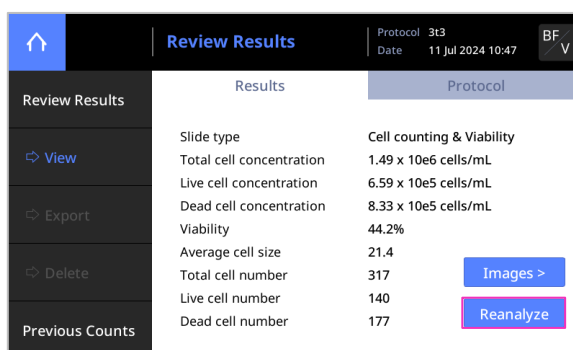 Review Results
Protocol 3t3
Date 11 Jul 2024 10:47
BF/V
Review Results
View
Export
Delete
Previous Counts
Results
Protocol
Slide type Cell counting & Viability
Total cell concentration 1.49 x 10e6 cells/mL
Live cell concentration 6.59 x 10e5 cells/mL
Dead cell concentration 8.33 x 10e5 cells/mL
Viability 44.2%
Average cell size 21.4
Total cell number 317
Live cell number 140
Dead cell number 177
Images >
Reanalyze